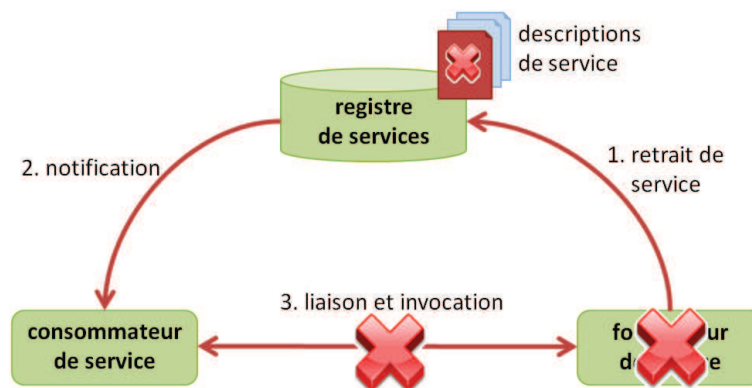 descriptions
de service
registre
de services
1. retrait de
service
2. notification
3. liaison et invocation
consommateur
de service